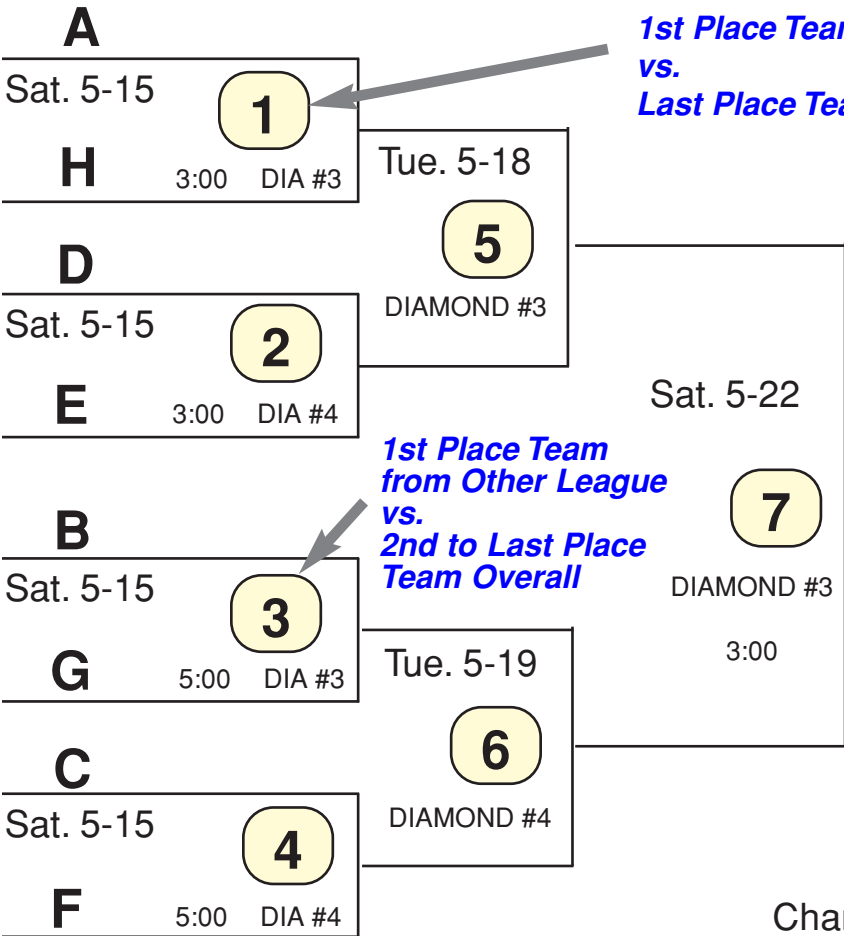 A
Sat. 5-15
1
H
3:00 DIA #3
1st Place
vs.
Last Place
Tue. 5-18
5
DIAMOND #3
D
Sat. 5-15
2
E
3:00 DIA #4
Sat. 5-22
7
DIAMOND #3
3:00
1st Place Team
from Other League
vs.
2nd to Last Place
Team Overall
B
Sat. 5-15
3
G
5:00 DIA #3
Tue. 5-19
6
DIAMOND #4
C
Sat. 5-15
4
F
5:00 DIA #4